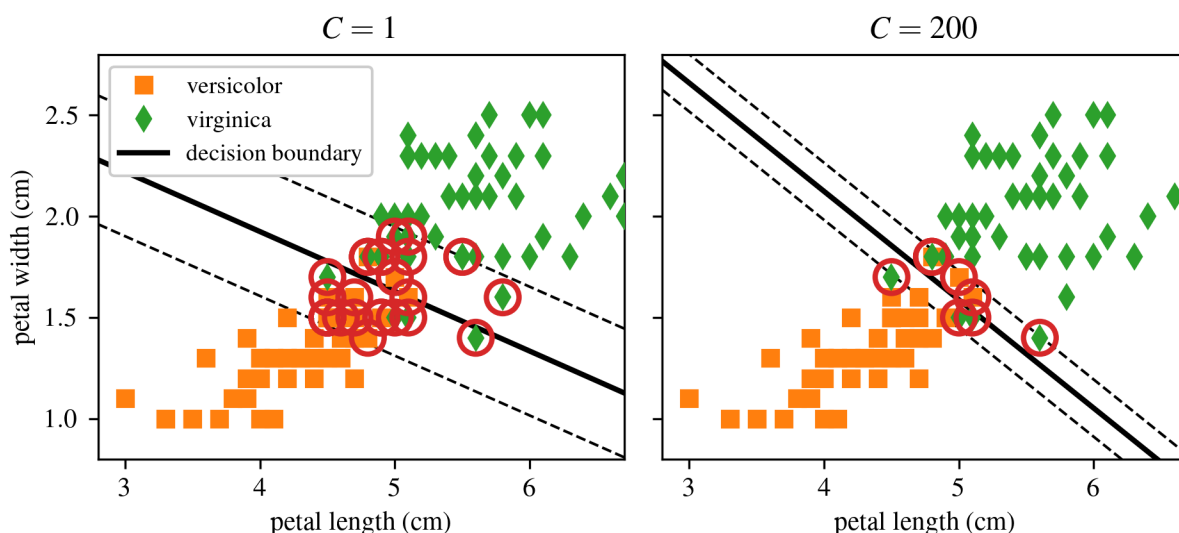 C = 1
C = 200
versicolor
virginica
decision boundary
petal width (cm)
2.5
2.0
1.5
1.0
3 4 5 6
3 4 5 6
petal length (cm)
petal length (cm)